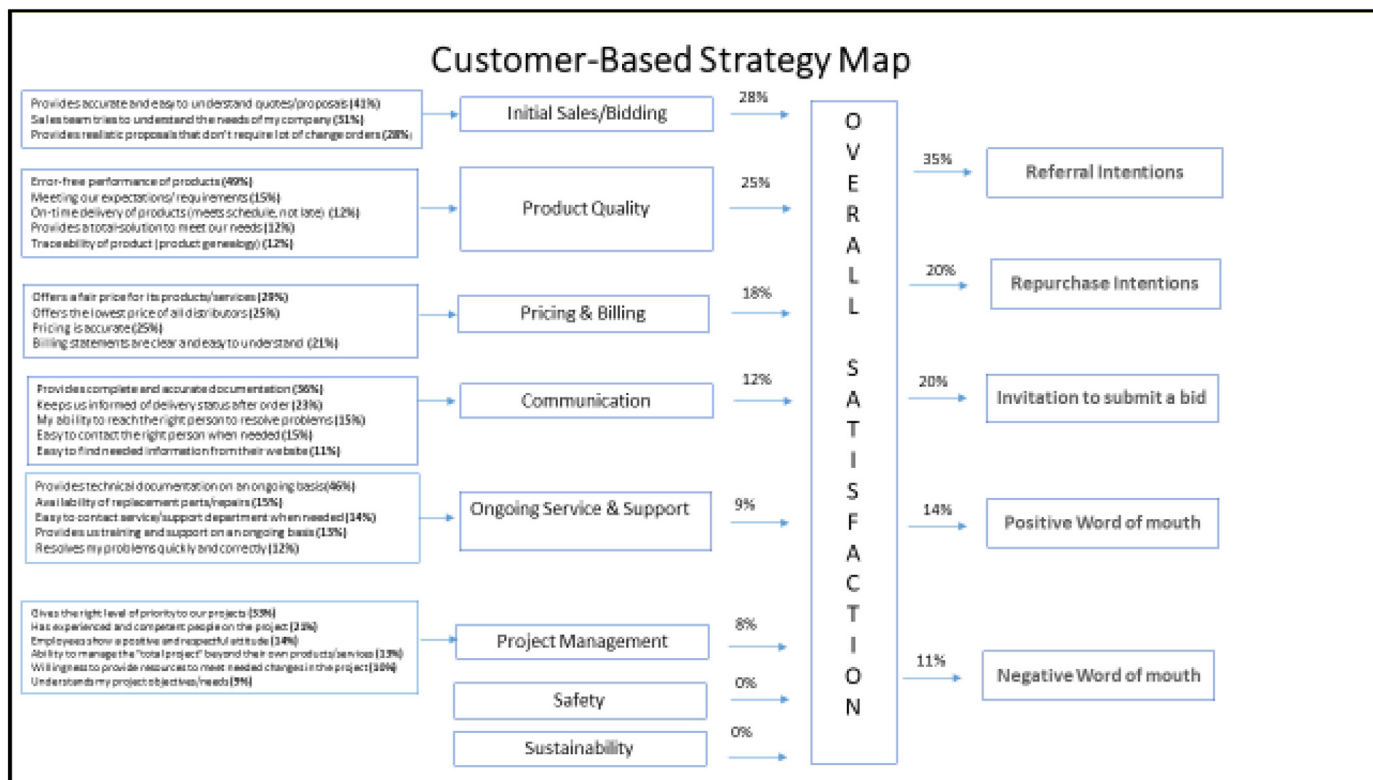 Customer-Based Strategy Map
Provides accurate and easy to understand quotes/proposals (41%)
Sales team tries to understand the needs of my company (31%)
Provides realistic proposals that don't require lot of change orders (28%)
Initial Sales/Bidding
28%
Error-free performance of products (49%)
Meeting our expectations/requirements (15%)
On-time delivery of products (meets schedule, not late) (12%)
Provides a total-solution to meet our needs (12%)
Traceability of product (product genealogy) (12%)
Product Quality
25%
Offers a fair price for its products/services (29%)
Offers the lowest price of all distributors (25%)
Pricing is accurate (25%)
Billing statements are clear and easy to understand (21%)
Pricing & Billing
18%
Provides complete and accurate documentation (36%)
Keeps us informed of delivery status after order (23%)
My ability to reach the right person to resolve problems (15%)
Easy to contact the right person when needed (15%)
Easy to find needed information from their website (11%)
Communication
12%
Provides technical documentation on an ongoing basis (46%)
Availability of replacement parts/repairs (15%)
Easy to contact service/support department when needed (14%)
Provides us training and support on an ongoing basis (13%)
Resolves my problems quickly and correctly (12%)
Ongoing Service & Support
9%
Gives the right level of priority to our projects (33%)
Has experienced and competent people on the project (21%)
Employees show a positive and respectful attitude (14%)
Ability to manage the "total project" beyond their own products/services (13%)
Willingness to provide resources to meet needed changes in the project (10%)
Understands my project objectives/needs (9%)
Project Management
8%
Safety
0%
Sustainability
0%
OVERALL SATISFACTION
35%
Referral Intentions
20%
Repurchase Intentions
20%
Invitation to submit a bid
14%
Positive Word of mouth
11%
Negative Word of mouth